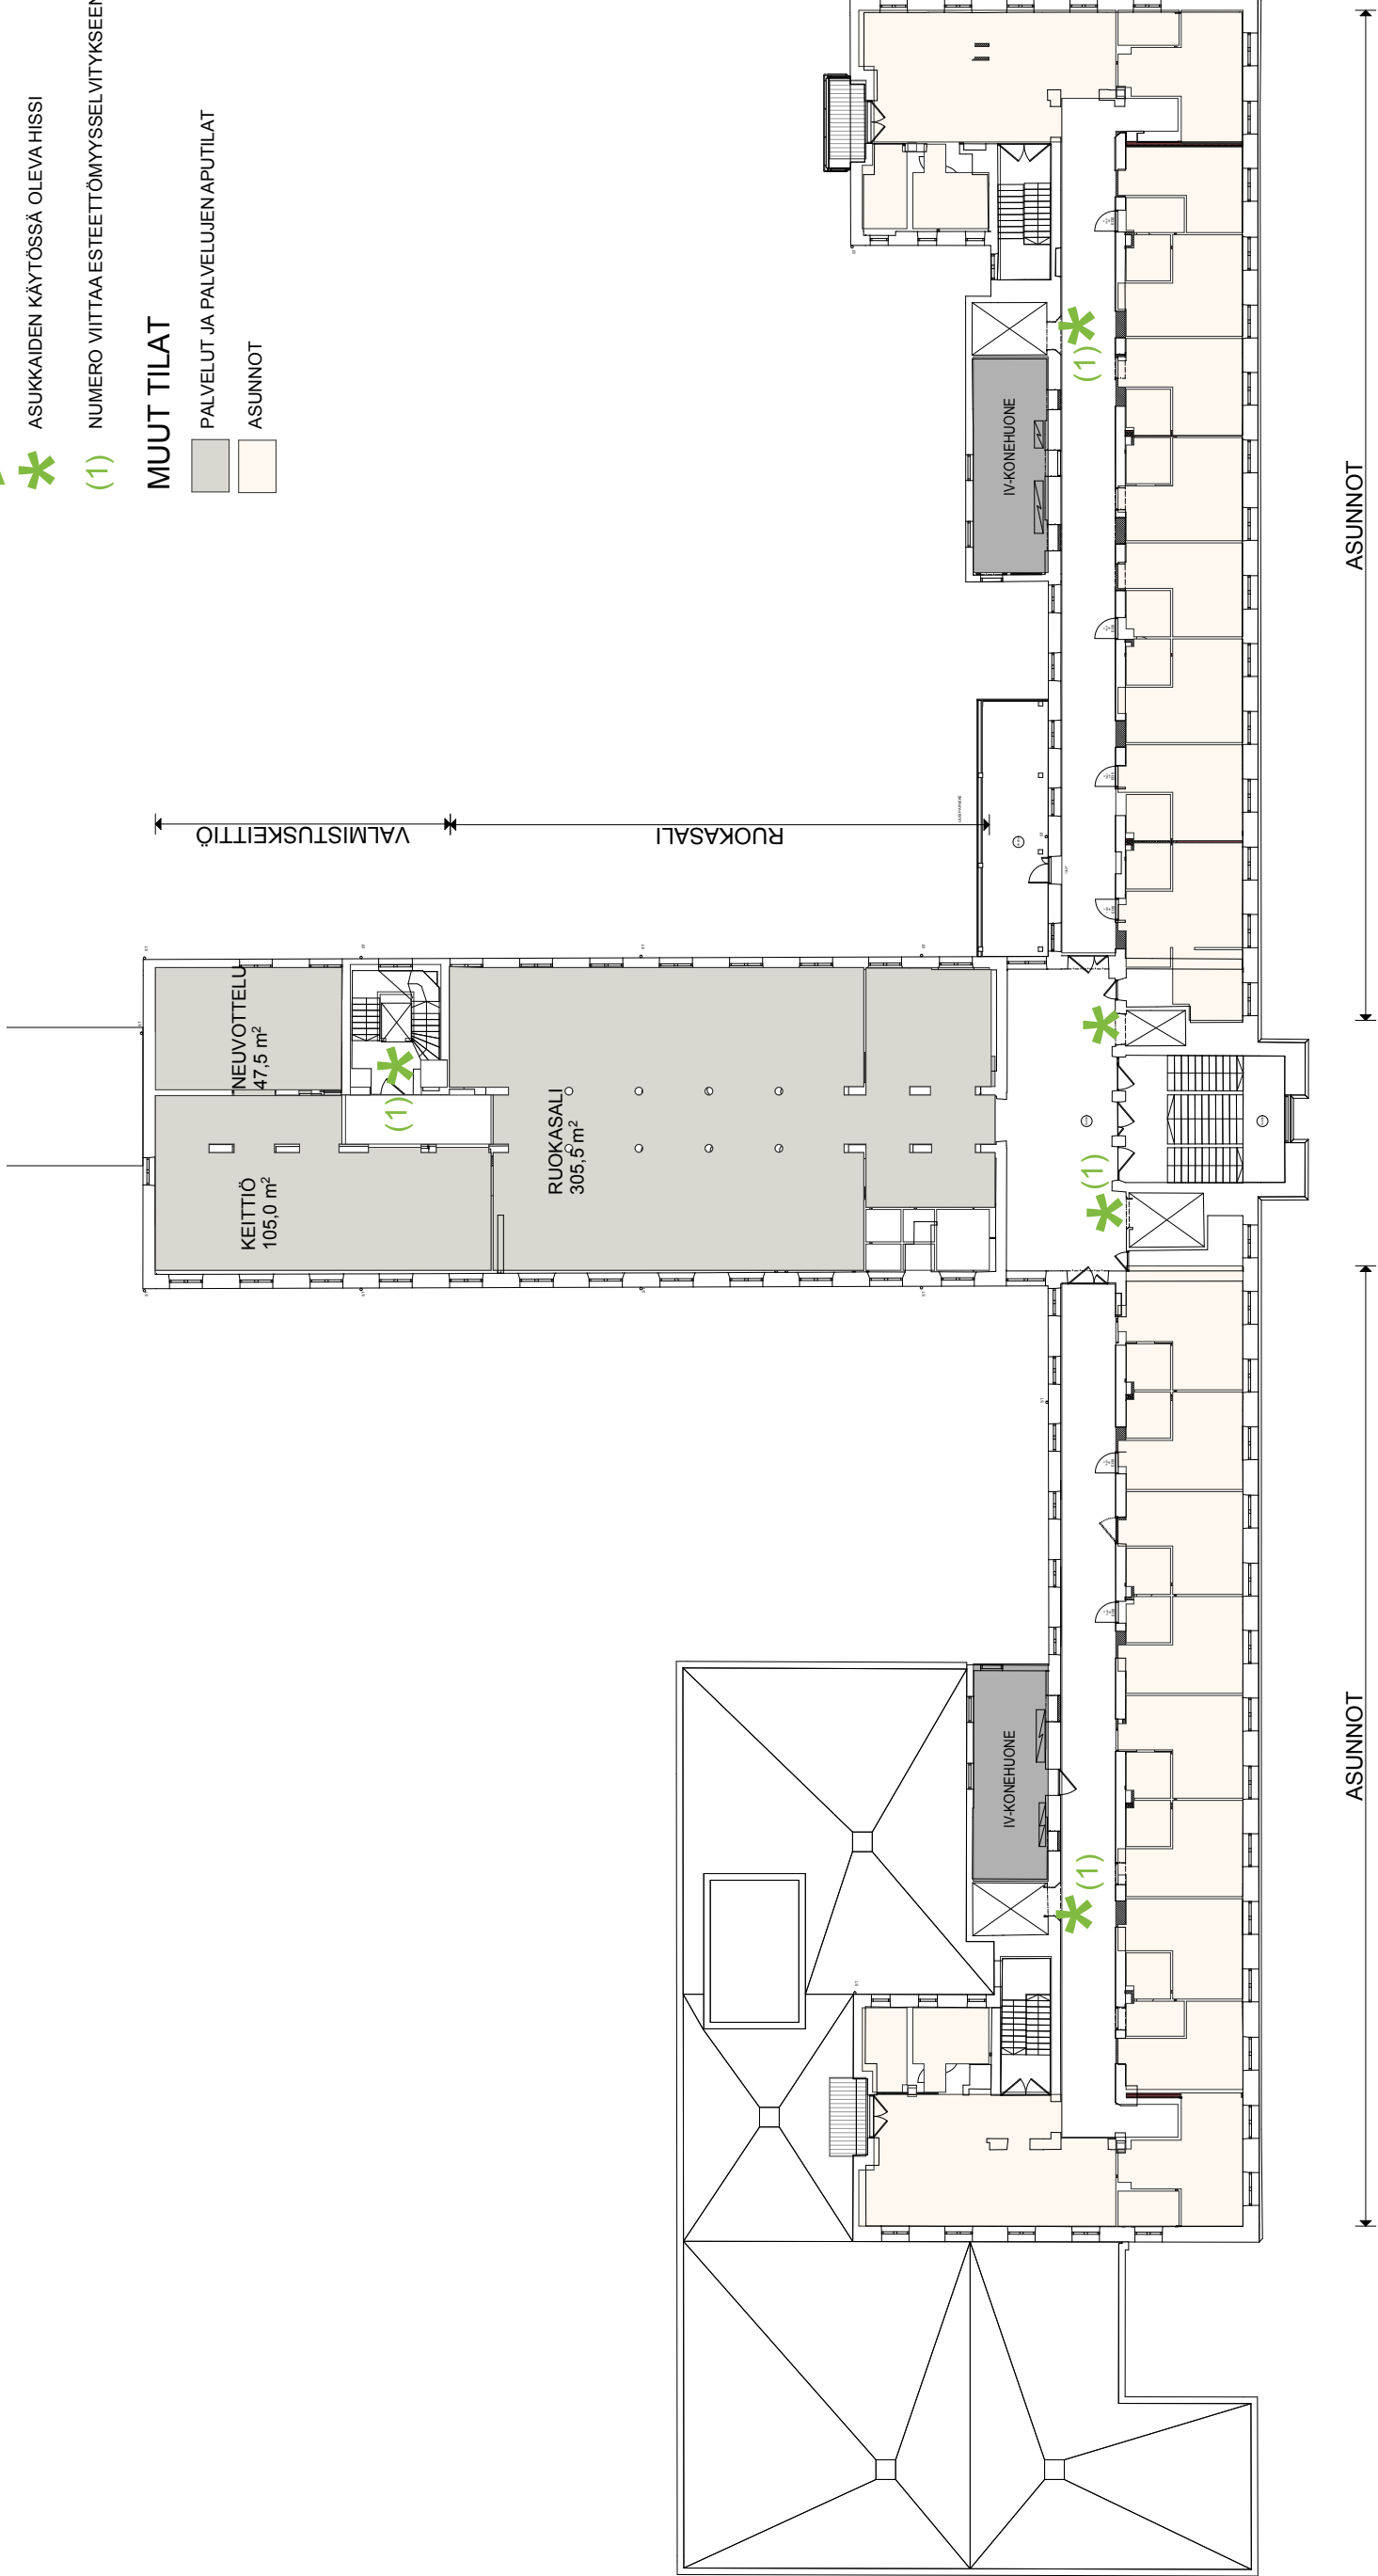 ASUKKAIDEN KÄYTÖSSÄ OLEVA HISSI
(1) NUMERO VIITTAA ESTEETTÖMYYSSELVITYKSEEN
MUUT TILAT
PALVELUT JA PALVELUJEN APUTILAT
ASUNNOT
VALMISTUSKEITTIÖ
RUOKASALI
NEUVOTTELU
47,5 m²
KEITTIÖ
105,0 m²
RUOKASALI
305,5 m²
(1)
(1)
(1)
(1)
IV-KONEHUONE
IV-KONEHUONE
ASUNNOT
ASUNNOT